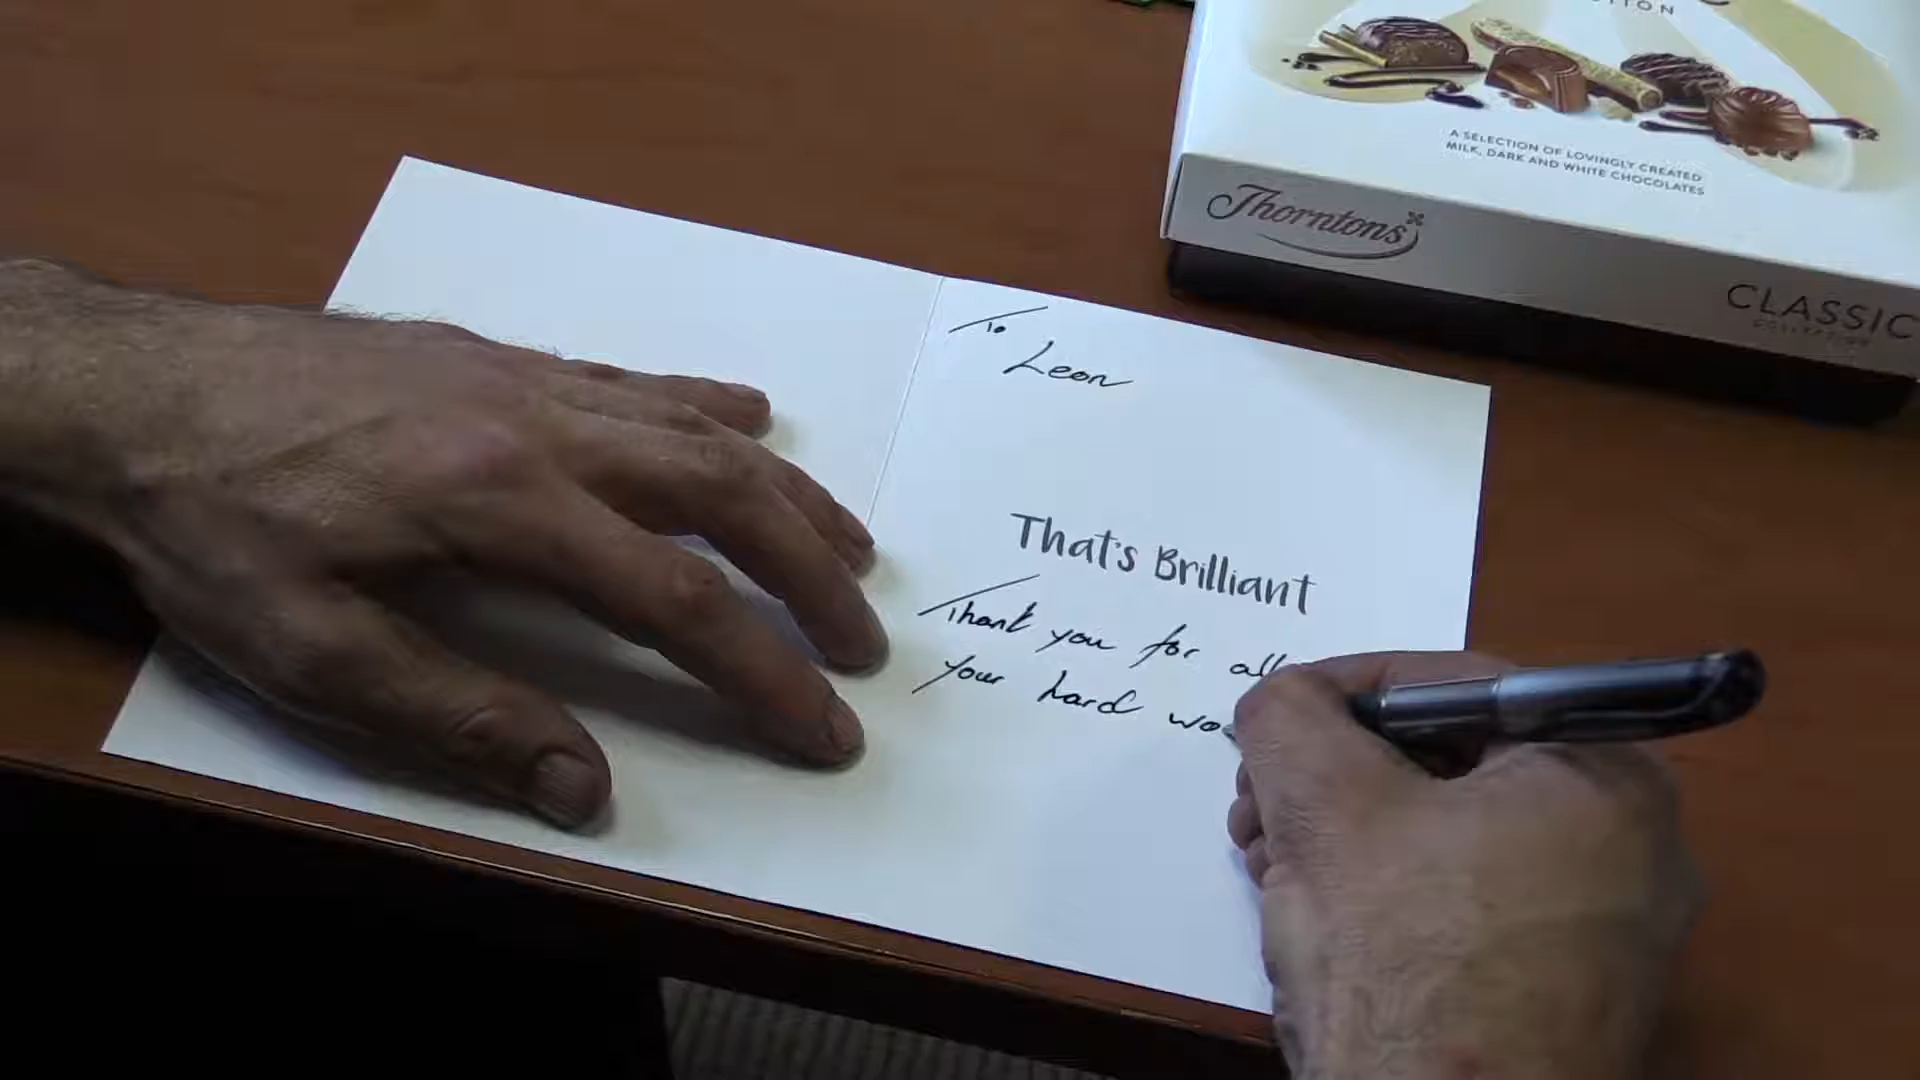 A SELECTION OF LOVINGLY CREATED
MILK, DARK AND WHITE CHOCOLATES
Thorntons
CLASSIC
To
Leon
That's Brilliant
Thank you for all
your hard wo